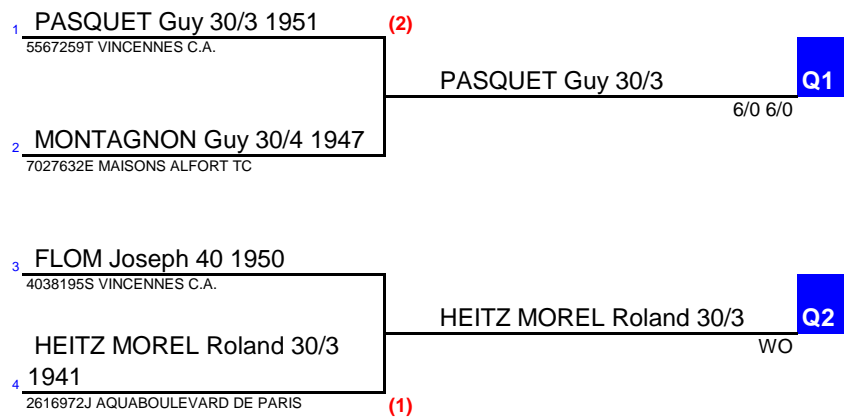 1 PASQUET Guy 30/3 1951 (2)
5567259T VINCENNES C.A.
PASQUET Guy 30/3 Q1
6/0 6/0
2 MONTAGNON Guy 30/4 1947
7027632E MAISONS ALFORT TC
3 FLOM Joseph 40 1950
4038195S VINCENNES C.A.
HEITZ MOREL Roland 30/3 Q2
WO
HEITZ MOREL Roland 30/3
4 1941
2616972J AQUABOULEVARD DE PARIS (1)